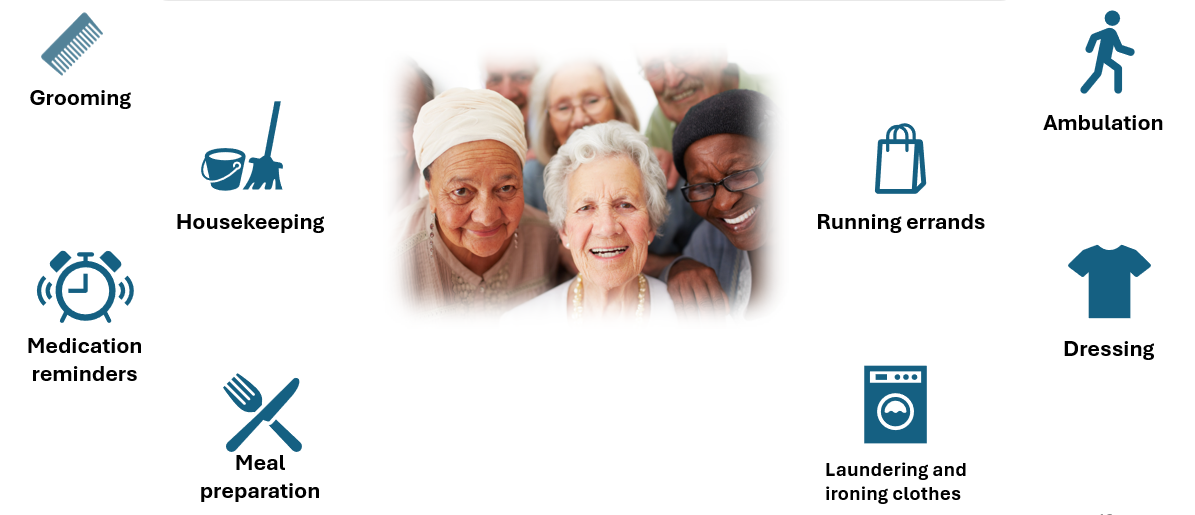 Grooming
Ambulation
Housekeeping
Running errands
Medication
reminders
Dressing
Meal
preparation
Laundering and
ironing clothes